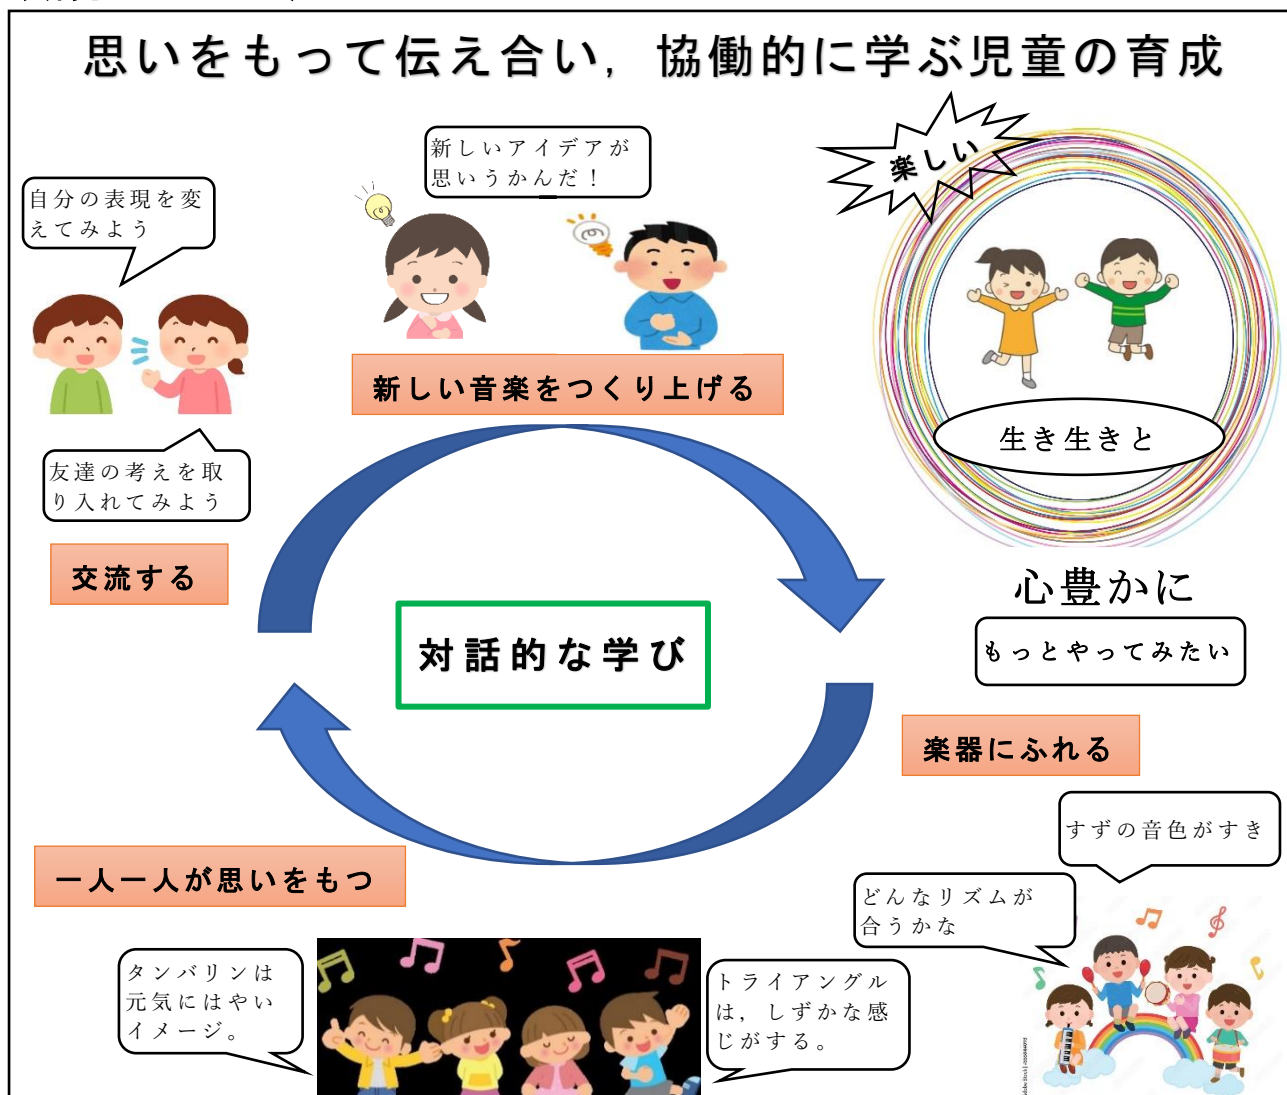 思いをもって伝え合い，協働的に学ぶ児童の育成
楽しい
新しいアイデアが
思いうかんだ！
自分の表現を変
えてみよう
新しい音楽をつくり上げる
生き生きと
友達の考えを取
り入れてみよう
交流する
心豊かに
対話的な学び
もっとやってみたい
楽器にふれる
すずの音色がすき
一人一人が思いをもつ
どんなリズムが
合うかな
タンバリンは
元気にはやい
イメージ。
トライアングル
は，しずかな感
じがする。